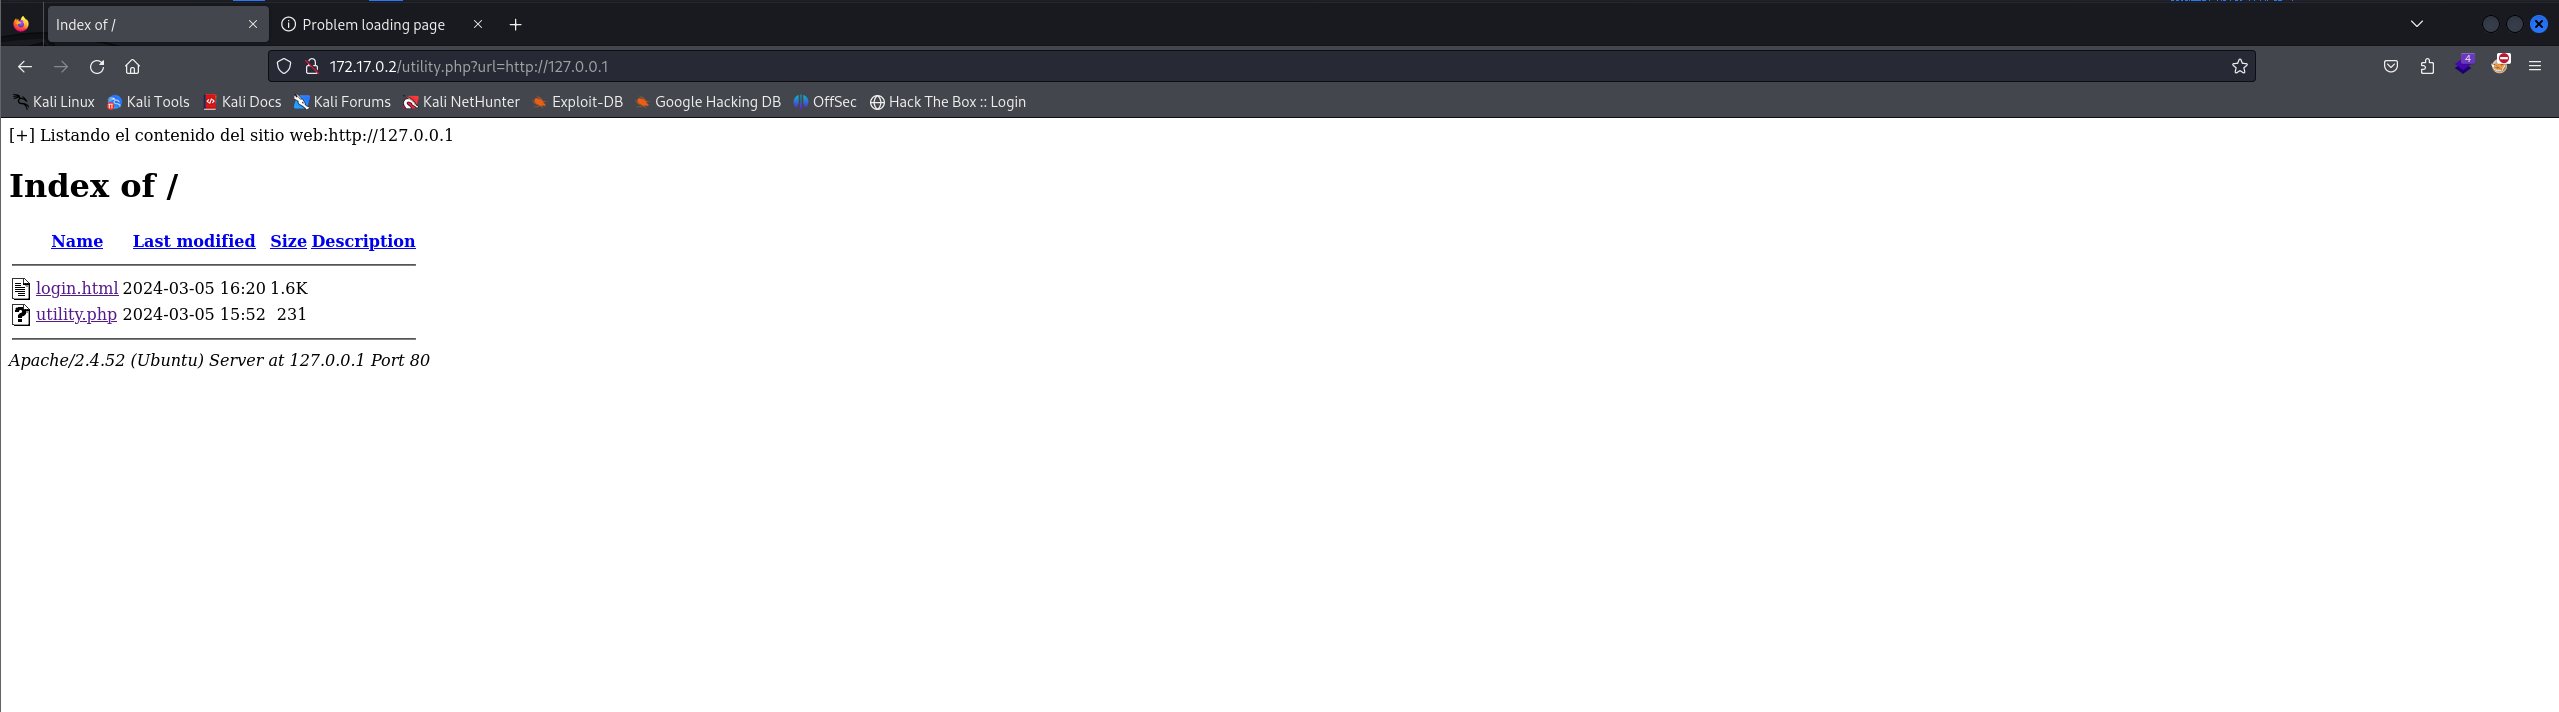 Index of /
Problem loading page
172.17.0.2/utility.php?url=http://127.0.0.1
4
Kali Linux Kali Tools Kali Docs Kali Forums Kali NetHunter Exploit-DB Google Hacking DB OffSec Hack The Box :: Login
[+] Listando el contenido del sitio web:http://127.0.0.1
Index of /
Name Last modified Size Description
login.html 2024-03-05 16:20 1.6K
utility.php 2024-03-05 15:52 231
Apache/2.4.52 (Ubuntu) Server at 127.0.0.1 Port 80